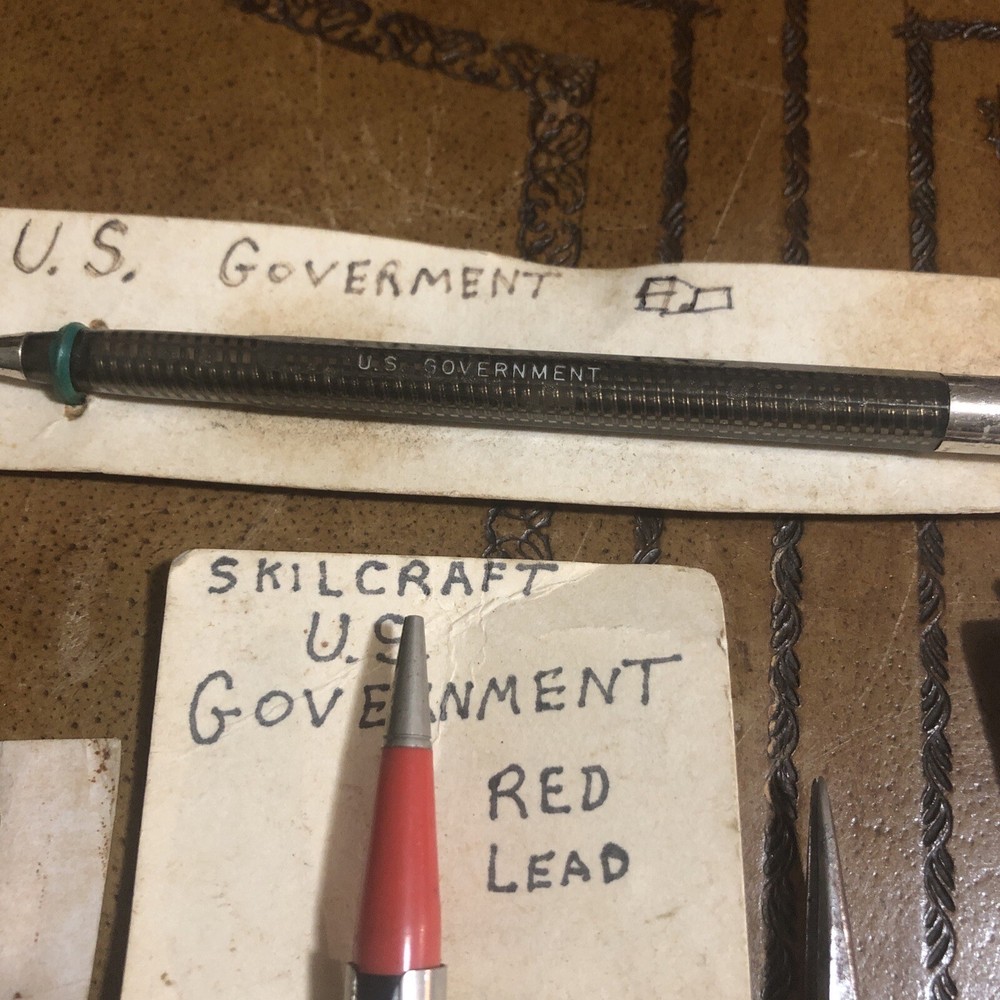 U.S. GOVERMENT
U.S. GOVERNMENT
SKILCRAFT
U.S.
GOVERNMENT
RED
LEAD